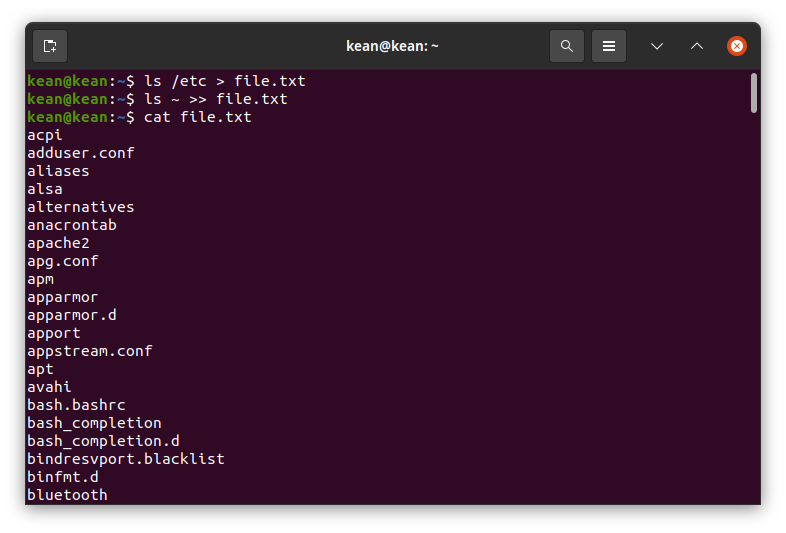 kean@kean: ~
kean@kean:~$ ls /etc > file.txt
kean@kean:~$ ls ~ >> file.txt
kean@kean:~$ cat file.txt
acpi
adduser.conf
aliases
alsa
alternatives
anacrontab
apache2
apg.conf
apm
apparmor
apparmor.d
apport
appstream.conf
apt
avahi
bash.bashrc
bash_completion
bash_completion.d
bindresvport.blacklist
binfmt.d
bluetooth